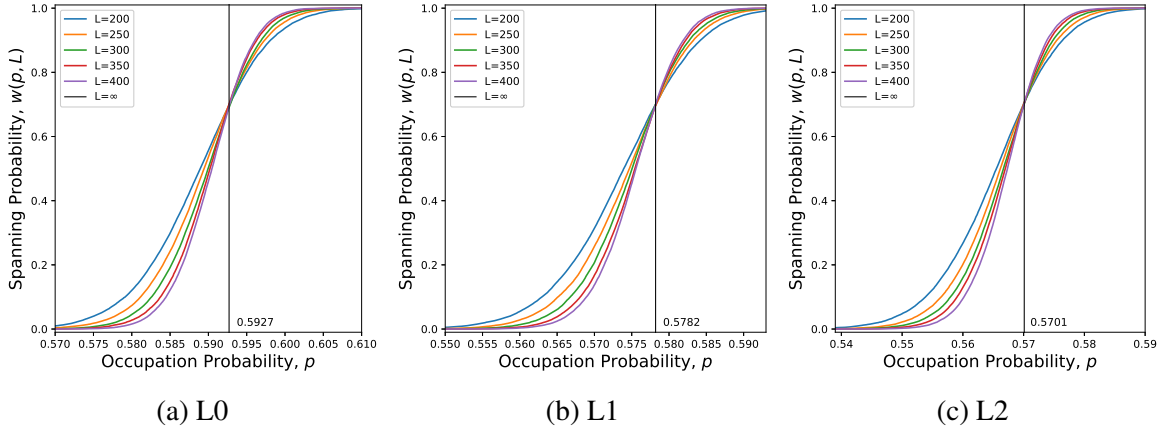 Spanning Probability, w(p, L)
1.0
0.8
0.6
0.4
0.2
0.0
L=200
L=250
L=300
L=350
L=400
L=∞
0.5927
0.570 0.575 0.580 0.585 0.590 0.595 0.600 0.605 0.610
Occupation Probability, p
(a) L0
Spanning Probability, w(p, L)
1.0
0.8
0.6
0.4
0.2
0.0
L=200
L=250
L=300
L=350
L=400
L=∞
0.5782
0.550 0.555 0.560 0.565 0.570 0.575 0.580 0.585 0.590
Occupation Probability, p
(b) L1
Spanning Probability, w(p, L)
1.0
0.8
0.6
0.4
0.2
0.0
L=200
L=250
L=300
L=350
L=400
L=∞
0.5701
0.54 0.55 0.56 0.57 0.58 0.59
Occupation Probability, p
(c) L2